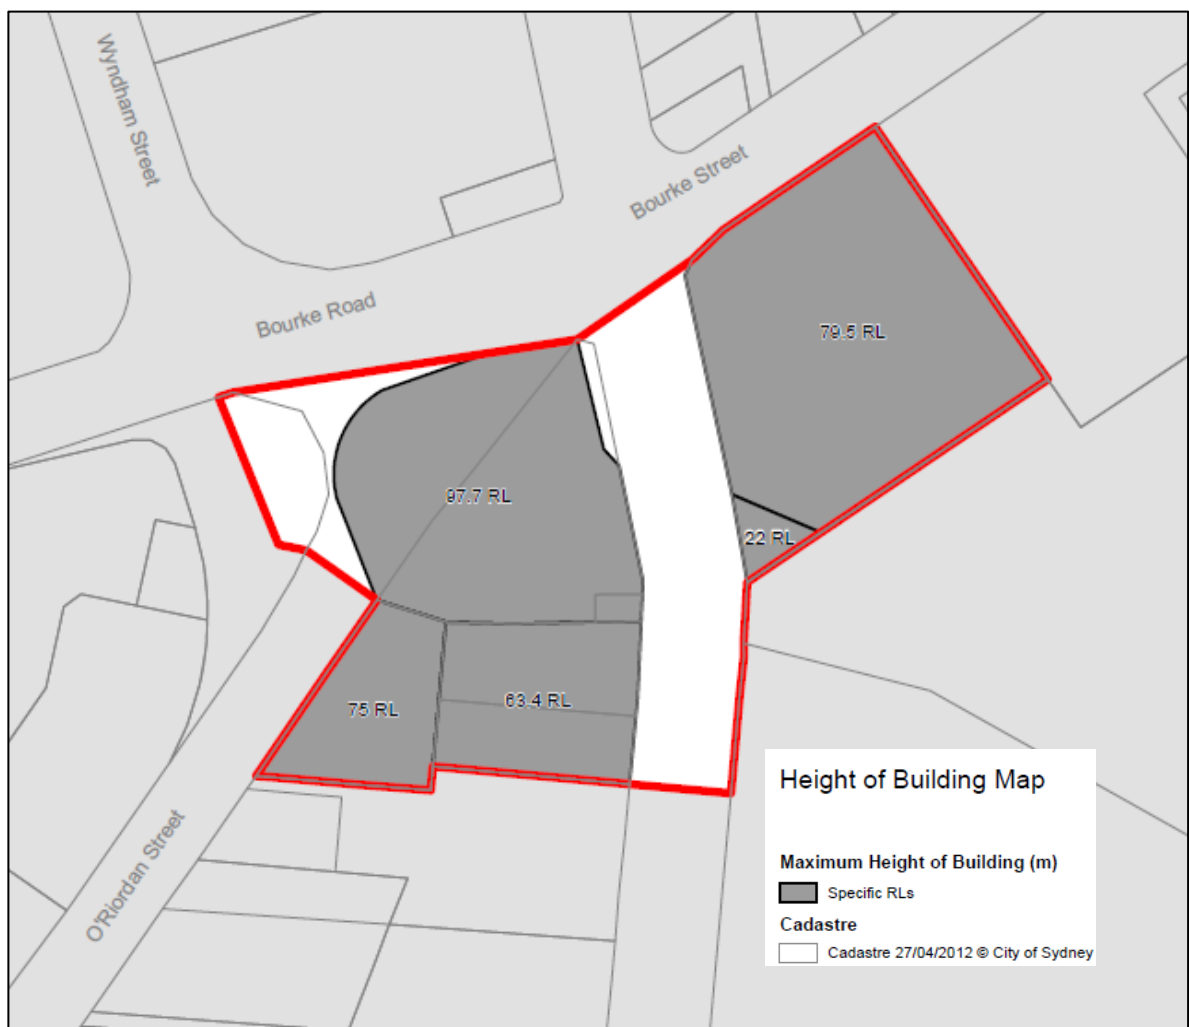 Wyndham Street
Bourke Street
Bourke Road
79.5 RL
97.7 RL
22 RL
75 RL
63.4 RL
O'Riordan Street
Height of Building Map
Maximum Height of Building (m)
Specific RLs
Cadastre
Cadastre 27/04/2012 © City of Sydney